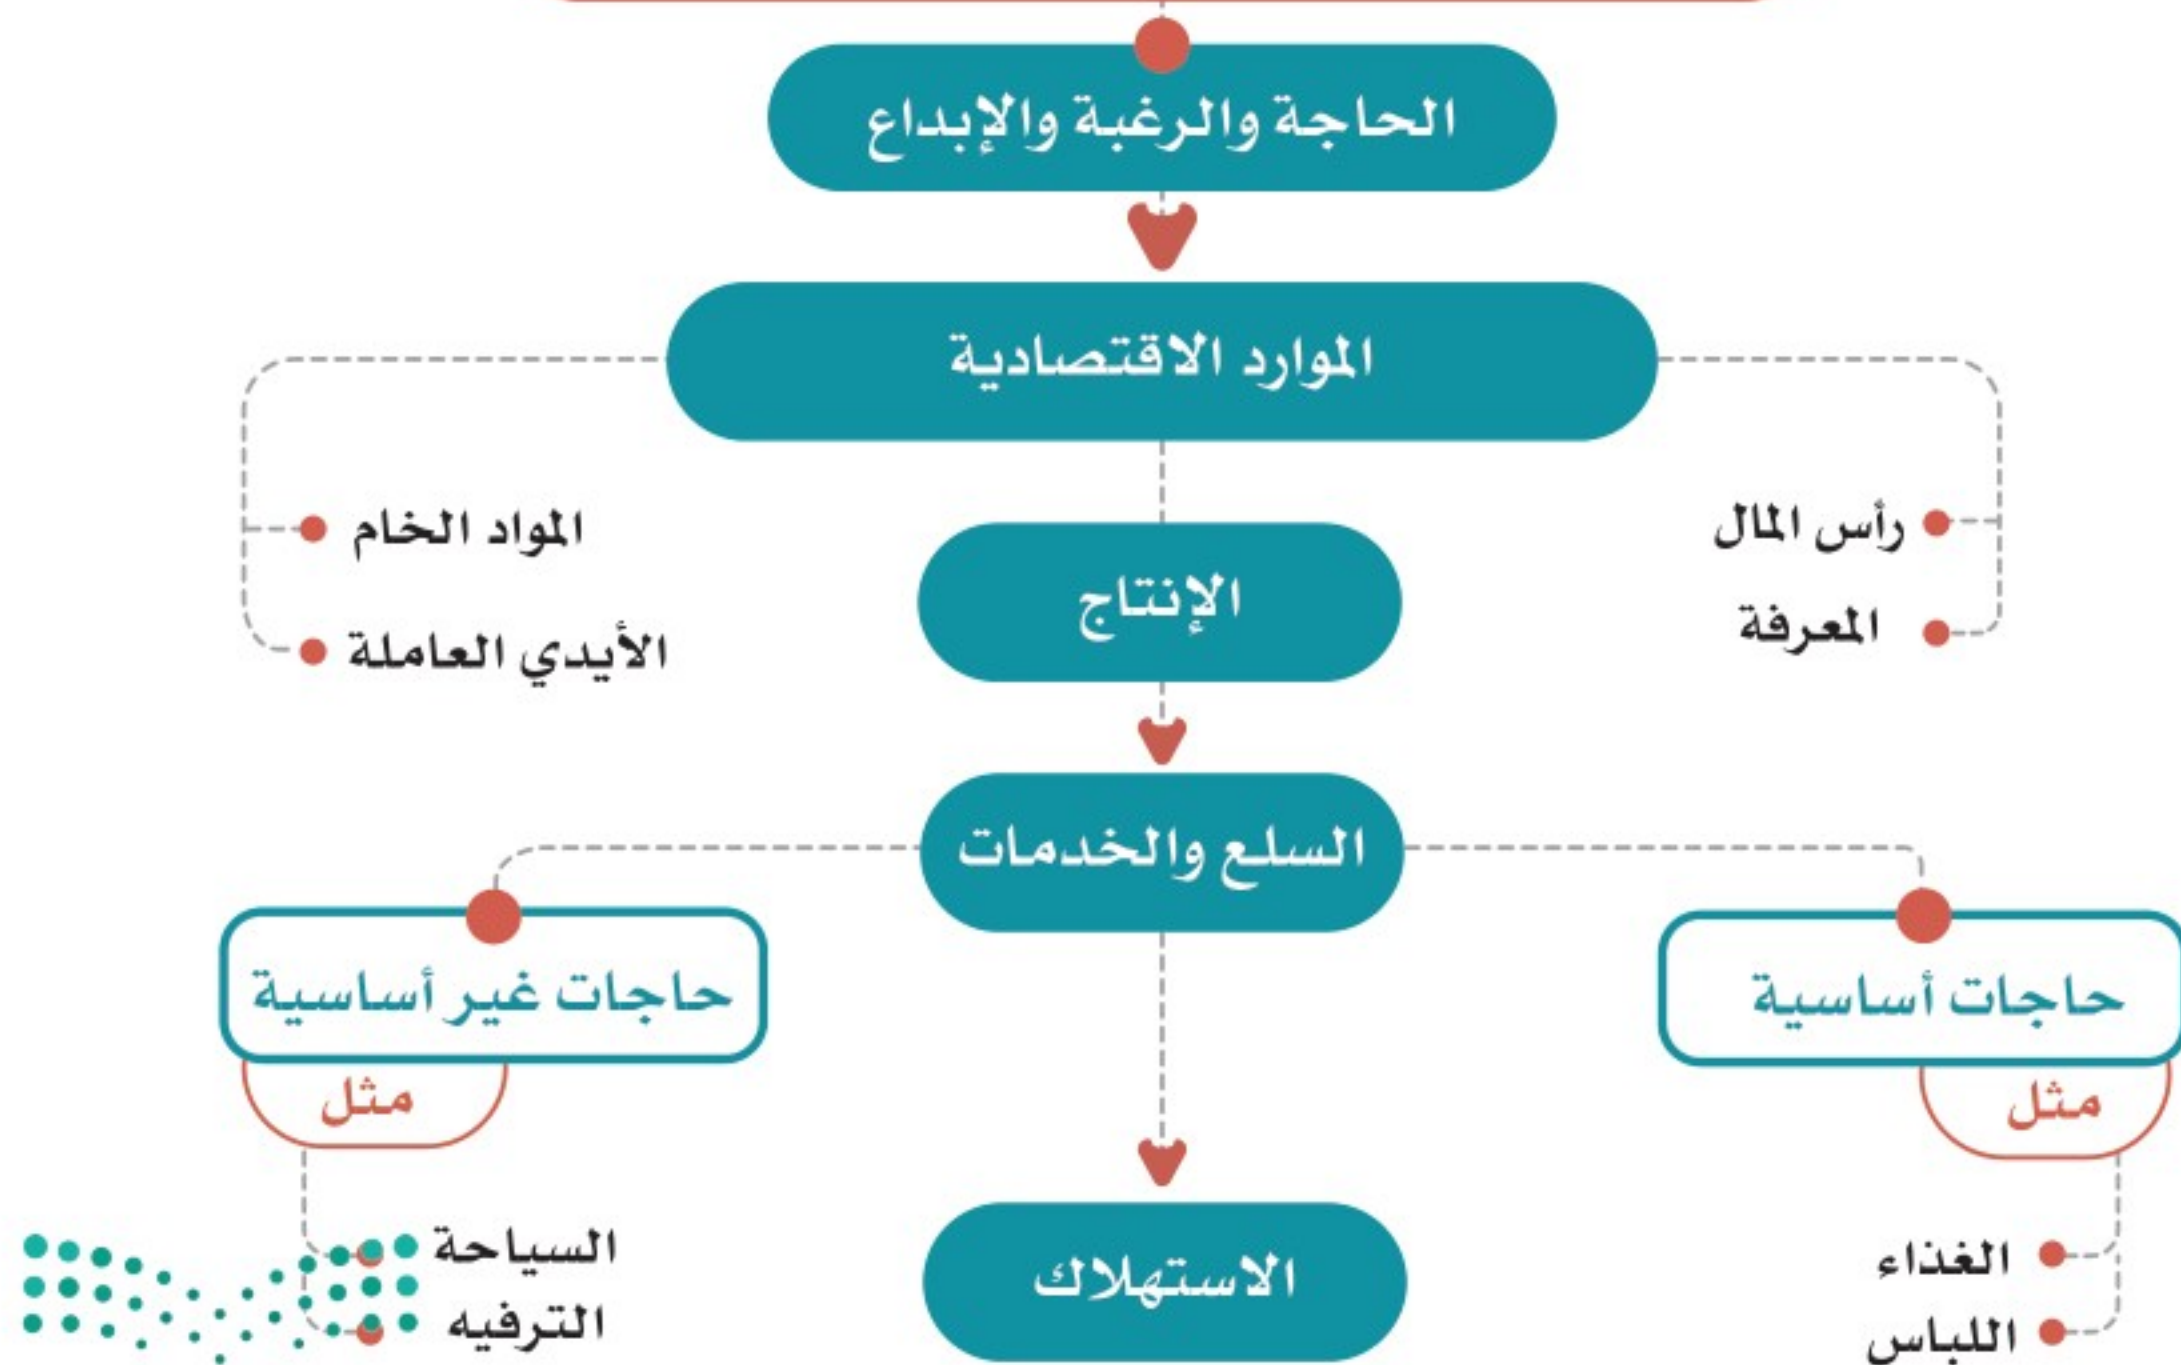 الحاجة والرغبة والإبداع
الموارد الاقتصادية
رأس المال
المعرفة
المواد الخام
الأيدي العاملة
الإنتاج
السلع والخدمات
حاجات أساسية
مثل
الغذاء
اللباس
حاجات غير أساسية
مثل
السياحة
الترفيه
الاستهلاك